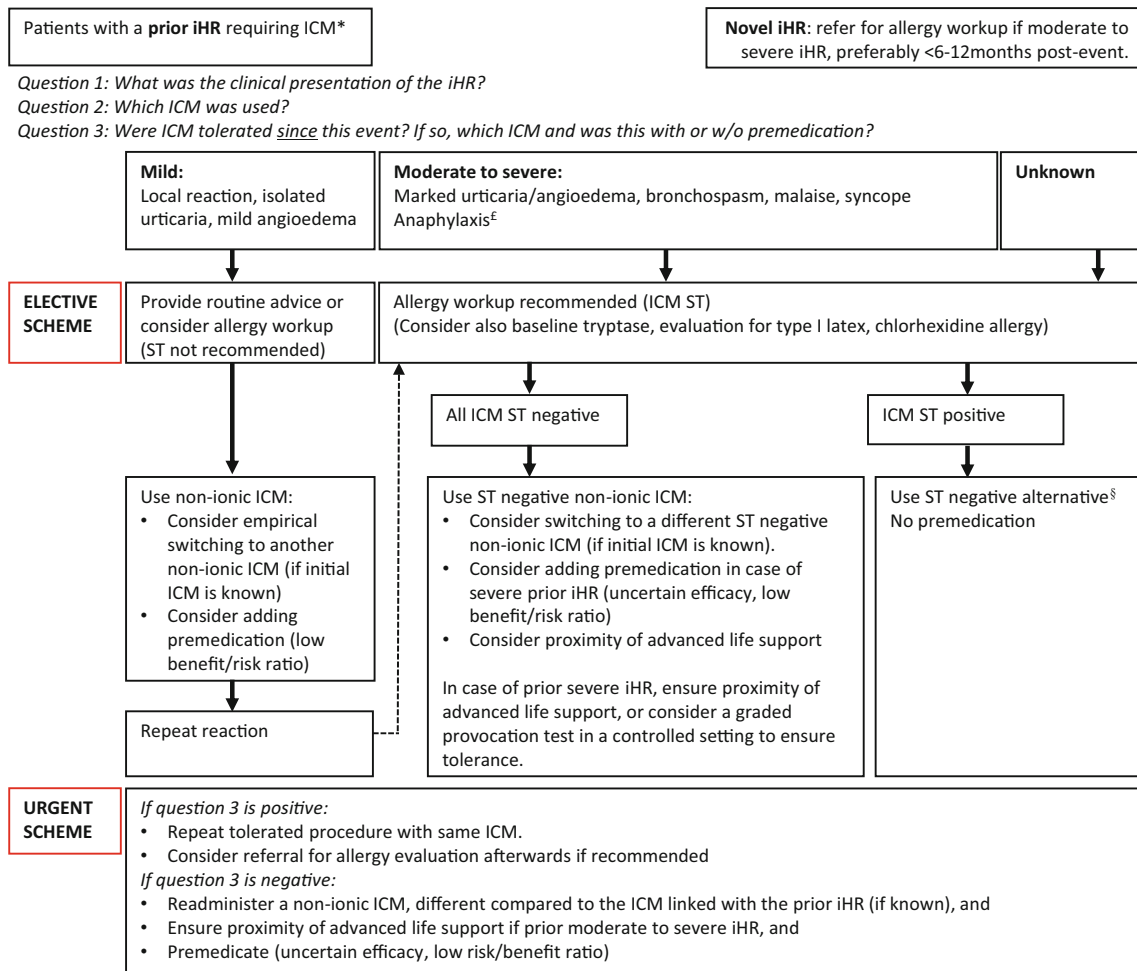 Patients with a prior iHR requiring ICM*
Novel iHR: refer for allergy workup if moderate to
severe iHR, preferably <6-12months post-event.
Question 1: What was the clinical presentation of the iHR?
Question 2: Which ICM was used?
Question 3: Were ICM tolerated since this event? If so, which ICM and was this with or w/o premedication?
Mild:
Local reaction, isolated
urticaria, mild angioedema
Moderate to severe:
Marked urticaria/angioedema, bronchospasm, malaise, syncope
Anaphylaxis£
Unknown
ELECTIVE
SCHEME
Provide routine advice or
consider allergy workup
(ST not recommended)
Allergy workup recommended (ICM ST)
(Consider also baseline tryptase, evaluation for type I latex, chlorhexidine allergy)
All ICM ST negative
ICM ST positive
Use non-ionic ICM:
• Consider empirical
switching to another
non-ionic ICM (if initial
ICM is known)
• Consider adding
premedication (low
benefit/risk ratio)
Use ST negative non-ionic ICM:
• Consider switching to a different ST negative
non-ionic ICM (if initial ICM is known).
• Consider adding premedication in case of
severe prior iHR (uncertain efficacy, low
benefit/risk ratio)
• Consider proximity of advanced life support
In case of prior severe iHR, ensure proximity of
advanced life support, or consider a graded
provocation test in a controlled setting to ensure
tolerance.
Use ST negative alternative§
No premedication
Repeat reaction
URGENT
SCHEME
If question 3 is positive:
• Repeat tolerated procedure with same ICM.
• Consider referral for allergy evaluation afterwards if recommended
If question 3 is negative:
• Readminister a non-ionic ICM, different compared to the ICM linked with the prior iHR (if known), and
• Ensure proximity of advanced life support if prior moderate to severe iHR, and
• Premedicate (uncertain efficacy, low risk/benefit ratio)